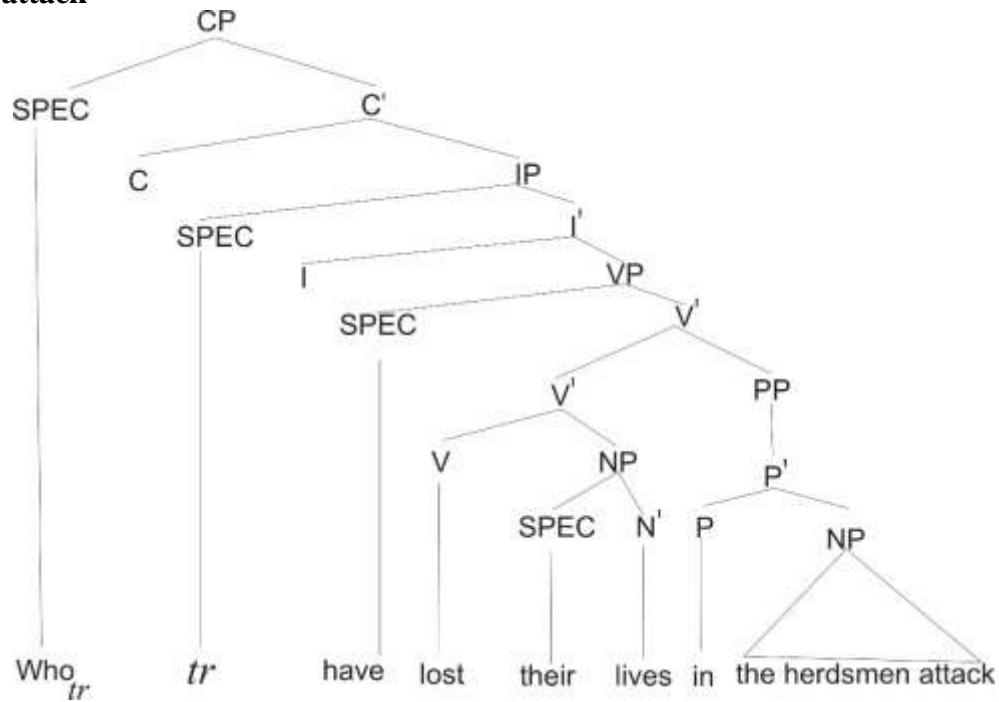 attack
CP
SPEC C'
C IP
SPEC I'
I VP
SPEC V'
V' PP
V NP P'
SPEC N' P NP
Who tr tr have lost their lives in the herdsmen attack